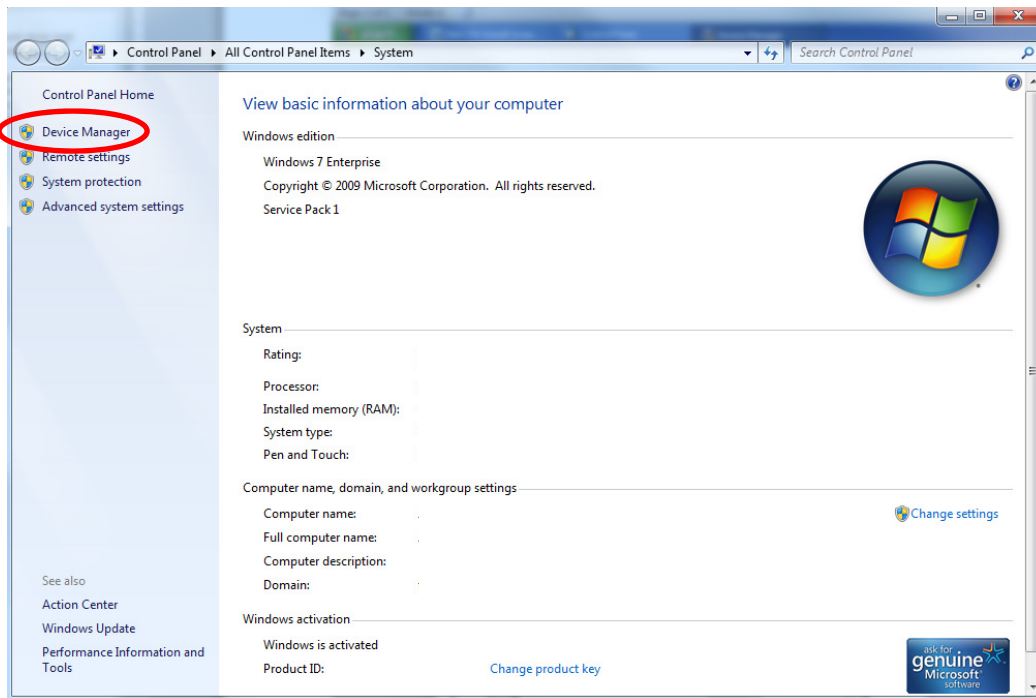 Control Panel ▸ All Control Panel Items ▸ System
Search Control Panel
Control Panel Home
Device Manager
Remote settings
System protection
Advanced system settings
See also
Action Center
Windows Update
Performance Information and
Tools
View basic information about your computer
Windows edition
Windows 7 Enterprise
Copyright © 2009 Microsoft Corporation. All rights reserved.
Service Pack 1
System
Rating:
Processor:
Installed memory (RAM):
System type:
Pen and Touch:
Computer name, domain, and workgroup settings
Computer name:
Change settings
Full computer name:
Computer description:
Domain:
Windows activation
Windows is activated
Product ID:
Change product key
ask for
genuine
Microsoft
software